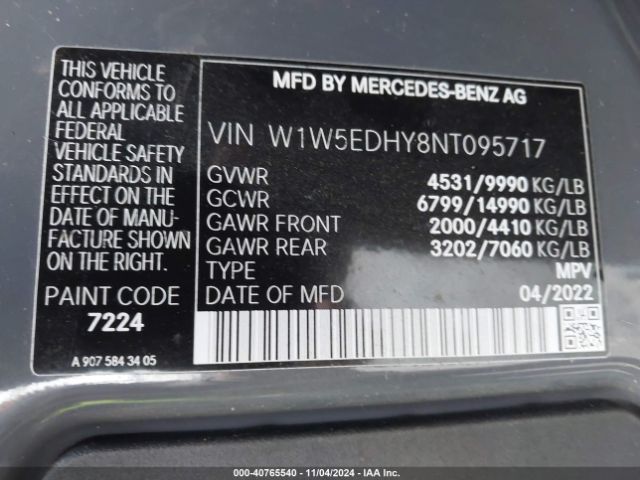 THIS VEHICLE
CONFORMS TO
ALL APPLICABLE
FEDERAL
VEHICLE SAFETY
STANDARDS IN
EFFECT ON THE
DATE OF MANU-
FACTURE SHOWN
ON THE RIGHT.
PAINT CODE
7224
A 907 584 34 05
MFD BY MERCEDES-BENZ AG
VIN W1W5EDHY8NT095717
GVWR 4531/9990 KG/LB
GCWR 6799/14990 KG/LB
GAWR FRONT 2000/4410 KG/LB
GAWR REAR 3202/7060 KG/LB
TYPE MPV
DATE OF MFD 04/2022
000-40765540 - 11/04/2024 - IAA Inc.